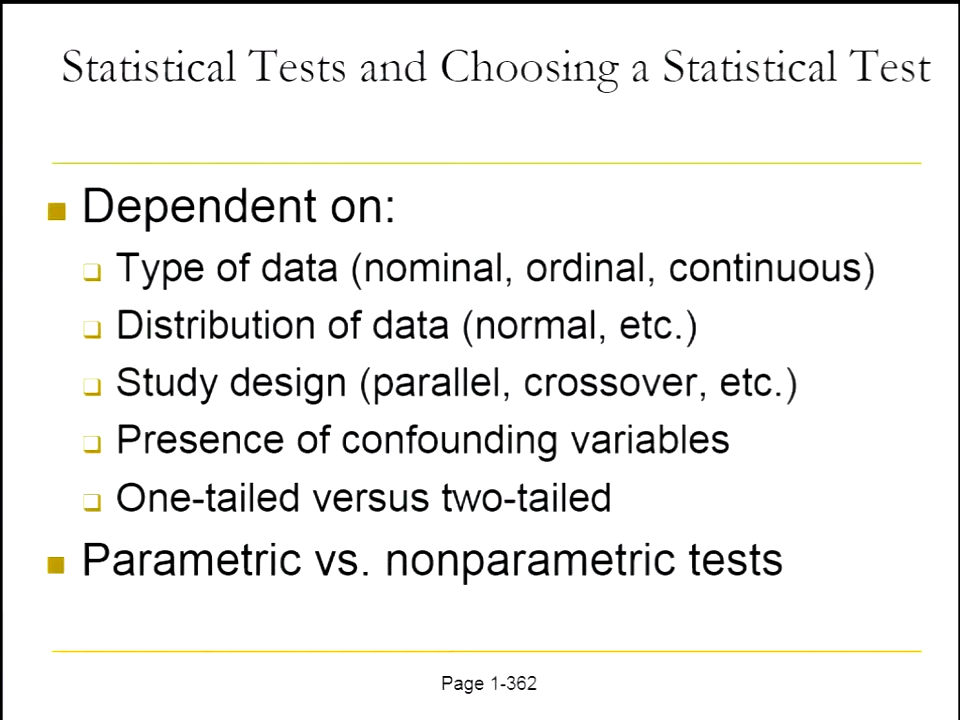 Statistical Tests and Choosing a Statistical Test
Dependent on:
Type of data (nominal, ordinal, continuous)
Distribution of data (normal, etc.)
Study design (parallel, crossover, etc.)
Presence of confounding variables
One-tailed versus two-tailed
Parametric vs. nonparametric tests
Page 1-362